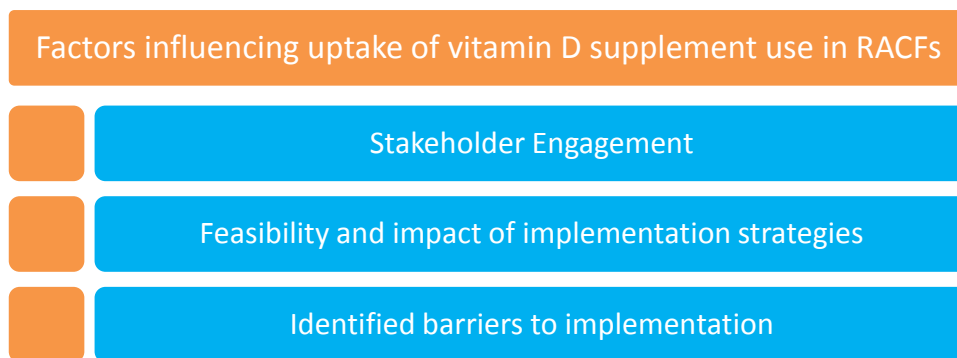 Factors influencing uptake of vitamin D supplement use in RACFs
Stakeholder Engagement
Feasibility and impact of implementation strategies
Identified barriers to implementation